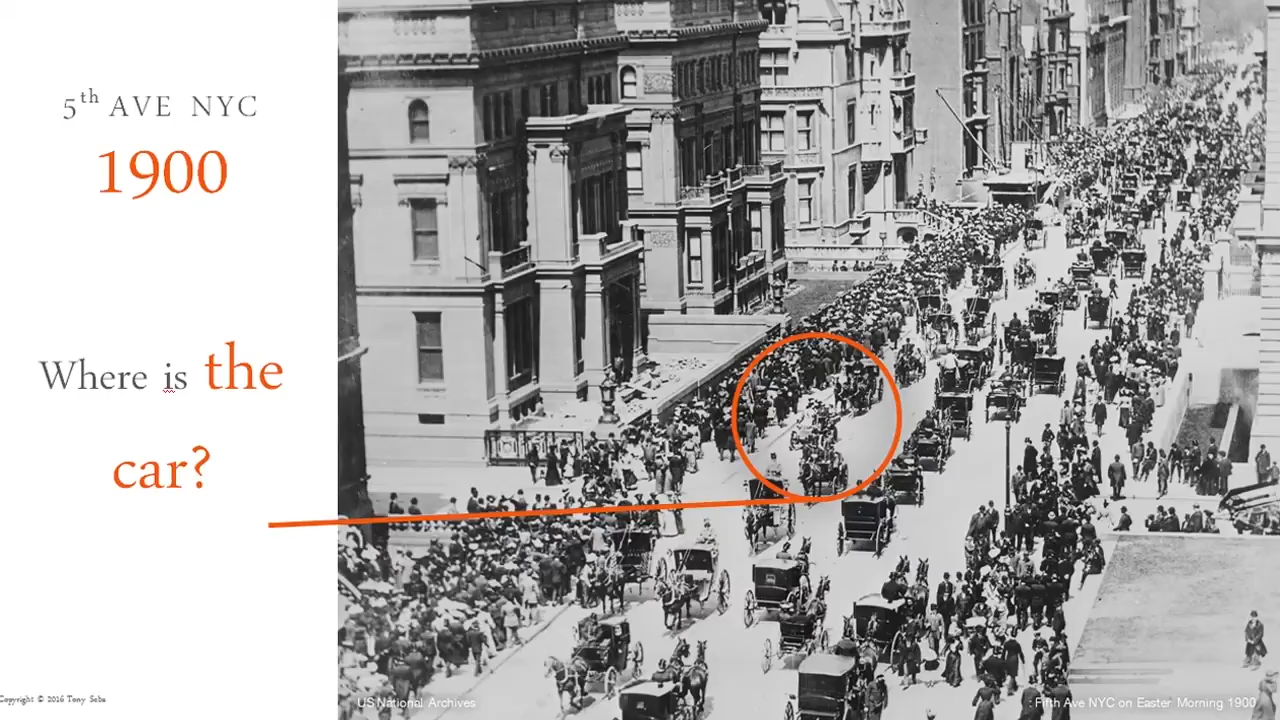 5th AVE NYC
1900
Where is the
car?
Copyright © 2016 Tony Seba
US National Archives
Fifth Ave NYC on Easter Morning 1900